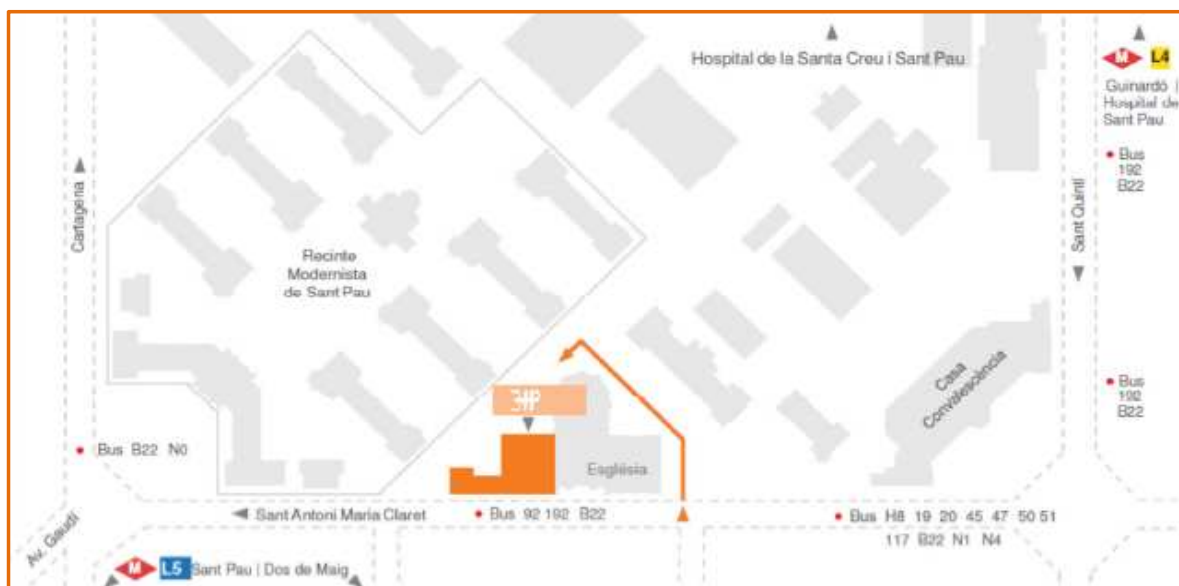 Hospital de la Santa Creu i Sant Pau
M L4
Guinardó |
Hospital de
Sant Pau
Bus
192
B22
Cartagena
Sant Quintí
Recinte
Modernista
de Sant Pau
Casa
Convalescència
Bus
192
B22
Església
Bus B22 N0
Sant Antoni Maria Claret
Bus 92 192 B22
Bus H8 19 20 45 47 50 51
117 B22 N1 N4
Av. Gaudí
M L5 Sant Pau | Dos de Maig